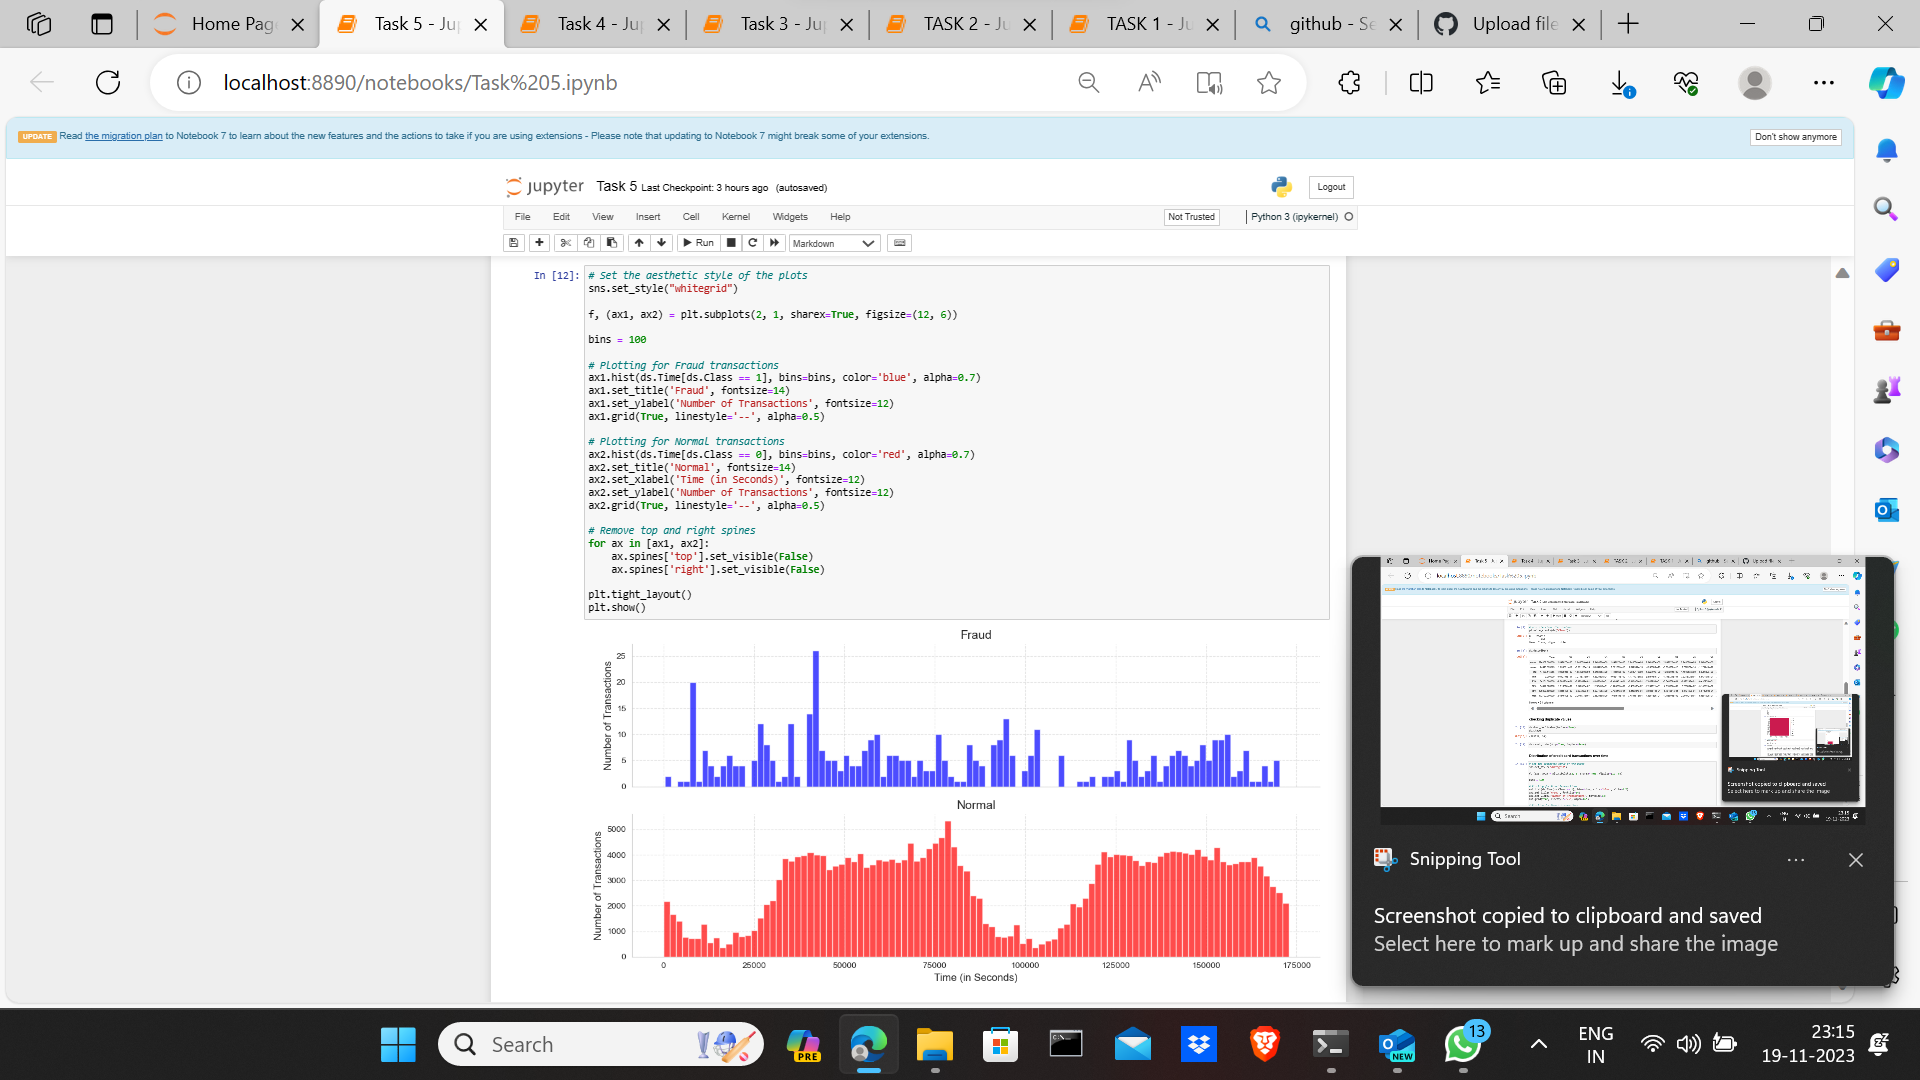 Home Page
Task 5 - Ju
Task 4 - Ju
Task 3 - Ju
TASK 2 - Ju
TASK 1 - Ju
github - Se
Upload file
localhost:8890/notebooks/Task%205.ipynb
UPDATE Read the migration plan to Notebook 7 to learn about the new features and the actions to take if you are using extensions - Please note that updating to Notebook 7 might break some of your extensions.
Don't show anymore
jupyter Task 5 Last Checkpoint: 3 hours ago (autosaved)
Logout
File Edit View Insert Cell Kernel Widgets Help
Not Trusted
Python 3 (ipykernel)
Run
Markdown
In [12]:
# Set the aesthetic style of the plots
sns.set_style("whitegrid")
f, (ax1, ax2) = plt.subplots(2, 1, sharex=True, figsize=(12, 6))
bins = 100
# Plotting for Fraud transactions
ax1.hist(ds.Time[ds.Class == 1], bins=bins, color='blue', alpha=0.7)
ax1.set_title('Fraud', fontsize=14)
ax1.set_ylabel('Number of Transactions', fontsize=12)
ax1.grid(True, linestyle='--', alpha=0.5)
# Plotting for Normal transactions
ax2.hist(ds.Time[ds.Class == 0], bins=bins, color='red', alpha=0.7)
ax2.set_title('Normal', fontsize=14)
ax2.set_xlabel('Time (in Seconds)', fontsize=12)
ax2.set_ylabel('Number of Transactions', fontsize=12)
ax2.grid(True, linestyle='--', alpha=0.5)
# Remove top and right spines
for ax in [ax1, ax2]:
ax.spines['top'].set_visible(False)
ax.spines['right'].set_visible(False)
plt.tight_layout()
plt.show()
Fraud
Number of Transactions
25
20
15
10
5
0
Normal
Number of Transactions
5000
4000
3000
2000
1000
0
0 25000 50000 75000 100000 125000 150000 175000
Time (in Seconds)
Snipping Tool
Screenshot copied to clipboard and saved
Select here to mark up and share the image
Search
PRE
NEW
13
ENG
IN
23:15
19-11-2023